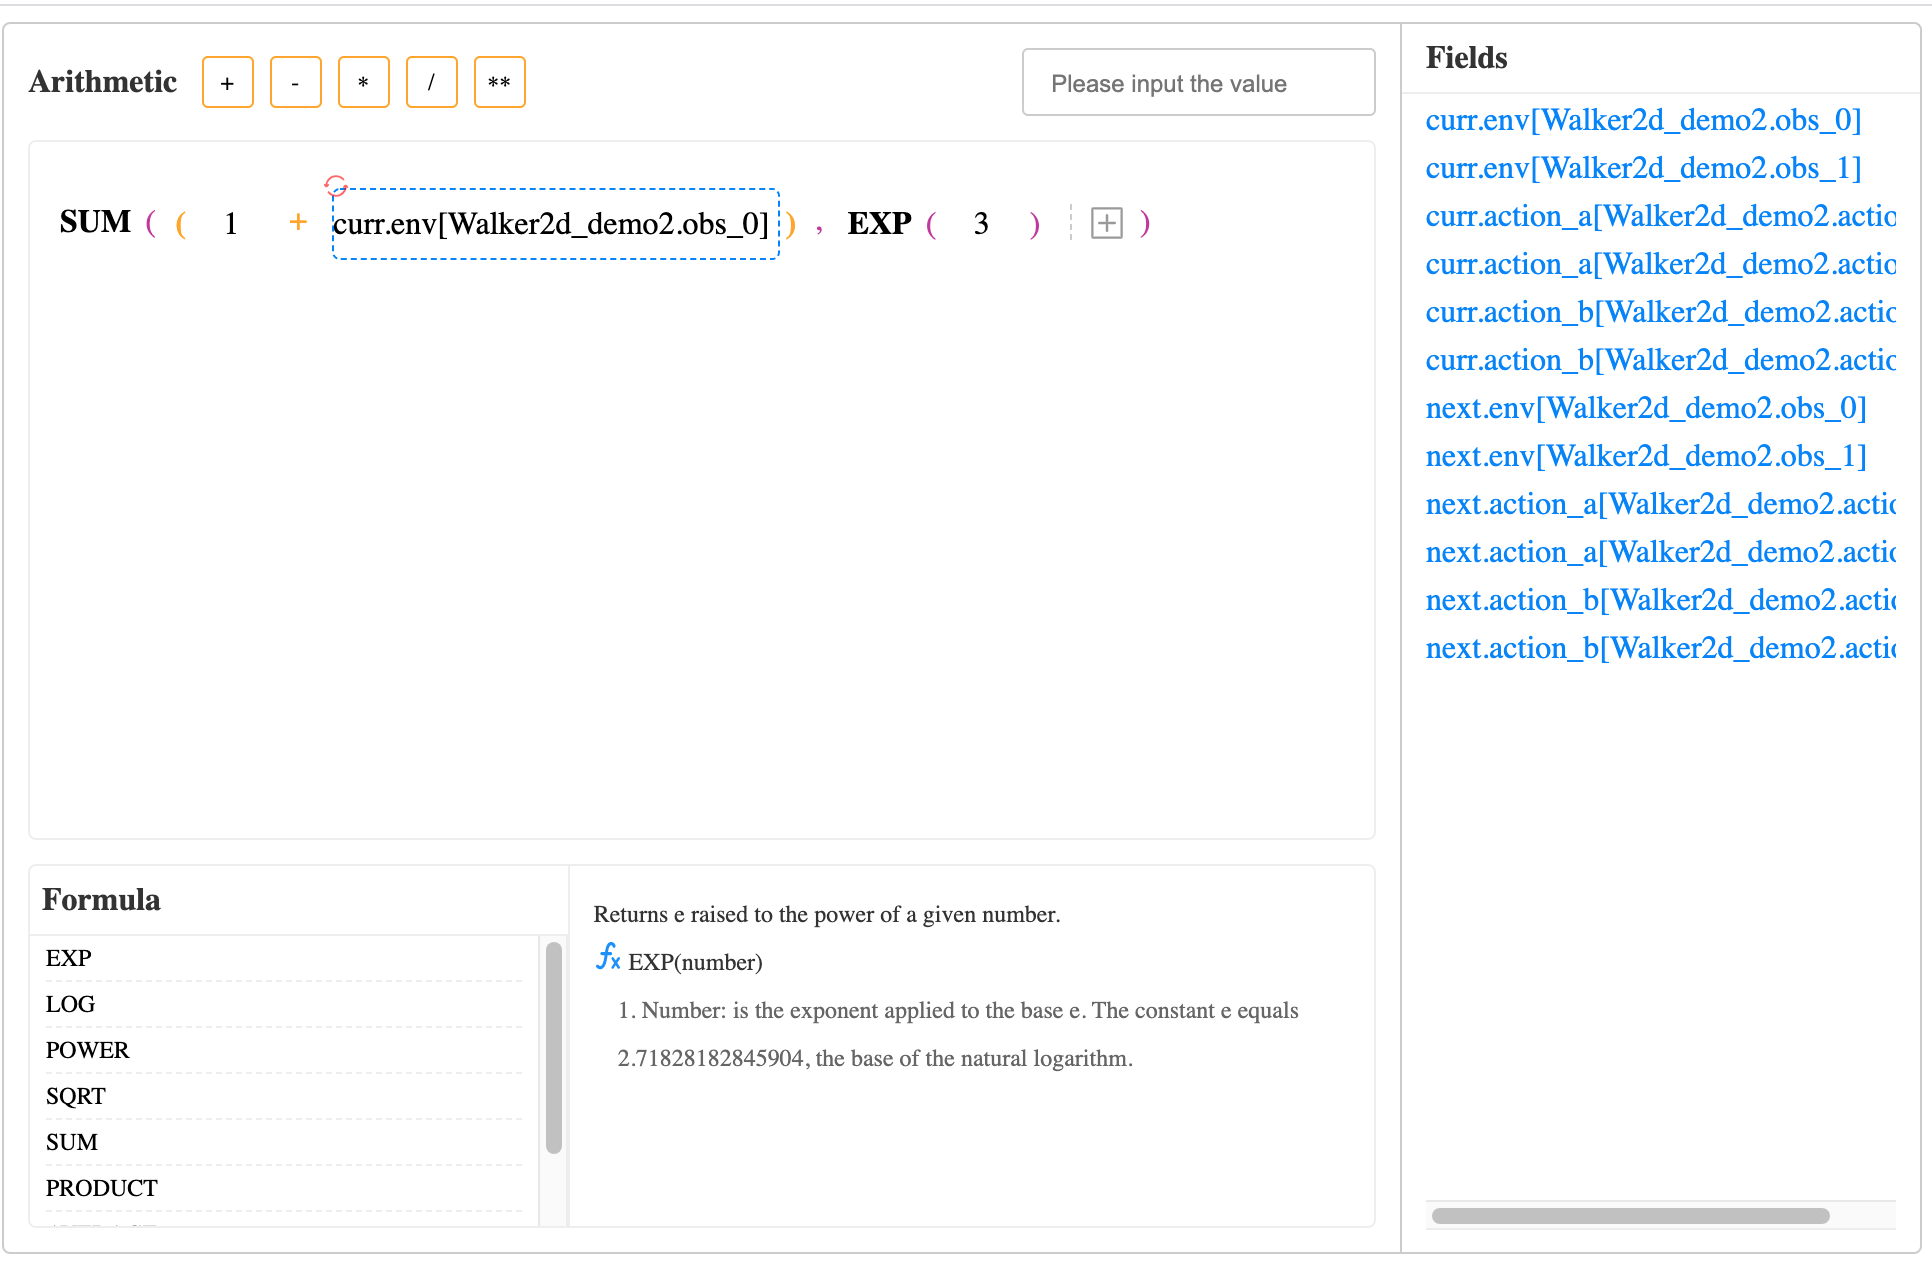 Arithmetic + - * / ** Please input the value
SUM ( ( 1 + curr.env[Walker2d_demo2.obs_0] ) , EXP ( 3 ) )
Formula
EXP
LOG
POWER
SQRT
SUM
PRODUCT
Returns e raised to the power of a given number.
fx EXP(number)
1. Number: is the exponent applied to the base e. The constant e equals
2.71828182845904, the base of the natural logarithm.
Fields
curr.env[Walker2d_demo2.obs_0]
curr.env[Walker2d_demo2.obs_1]
curr.action_a[Walker2d_demo2.actio
curr.action_a[Walker2d_demo2.actio
curr.action_b[Walker2d_demo2.actio
curr.action_b[Walker2d_demo2.actio
next.env[Walker2d_demo2.obs_0]
next.env[Walker2d_demo2.obs_1]
next.action_a[Walker2d_demo2.actio
next.action_a[Walker2d_demo2.actio
next.action_b[Walker2d_demo2.actio
next.action_b[Walker2d_demo2.actio